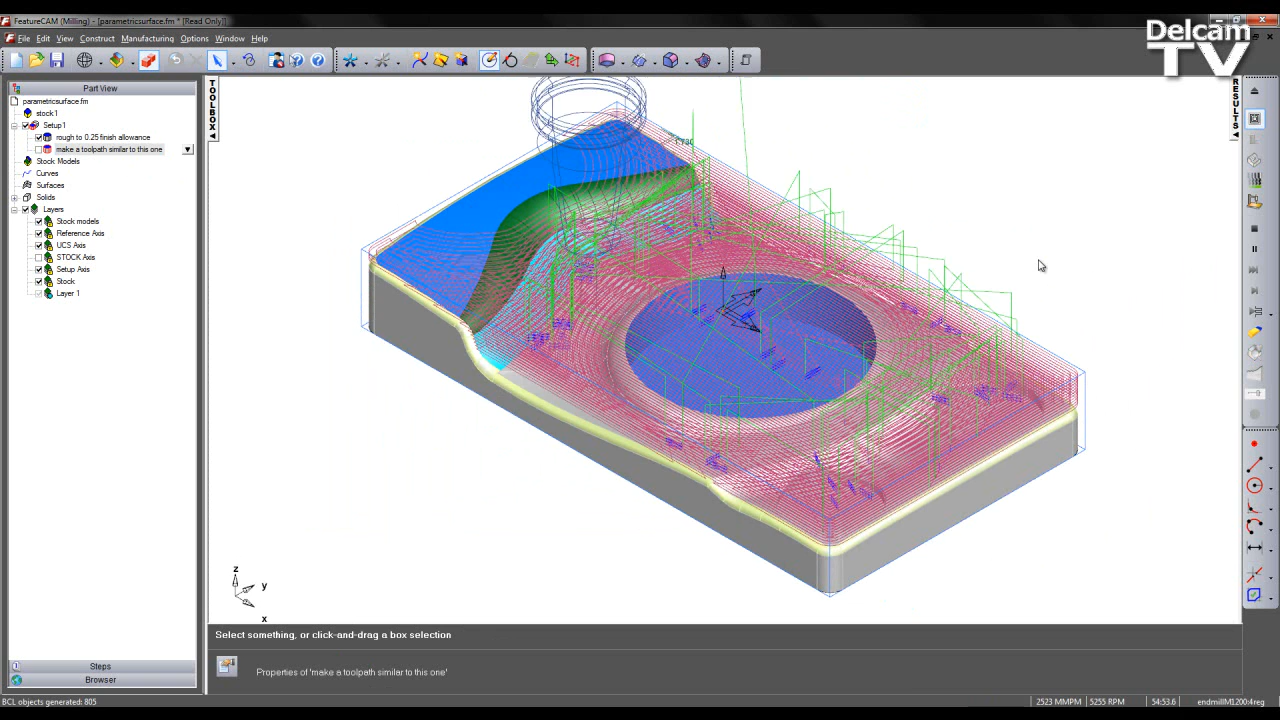 FeatureCAM (Milling) - [parametricsurface.fm * [Read Only]]
Delcam
TV
File Edit View Construct Manufacturing Options Window Help
TOOLBOX
RESULTS
Part View
parametricsurface.fm
stock1
Setup1
rough to 0.25 finish allowance
make a toolpath similar to this one
Stock Models
Curves
Surfaces
Solids
Layers
Stock models
Reference Axis
UCS Axis
STOCK Axis
Setup Axis
Stock
Layer 1
z
y
x
Select something, or click-and-drag a box selection
Properties of 'make a toolpath similar to this one'
Steps
Browser
BCL objects generated: 805
2523 MMPM 5255 RPM 54:53.6 endmillM1200:4reg